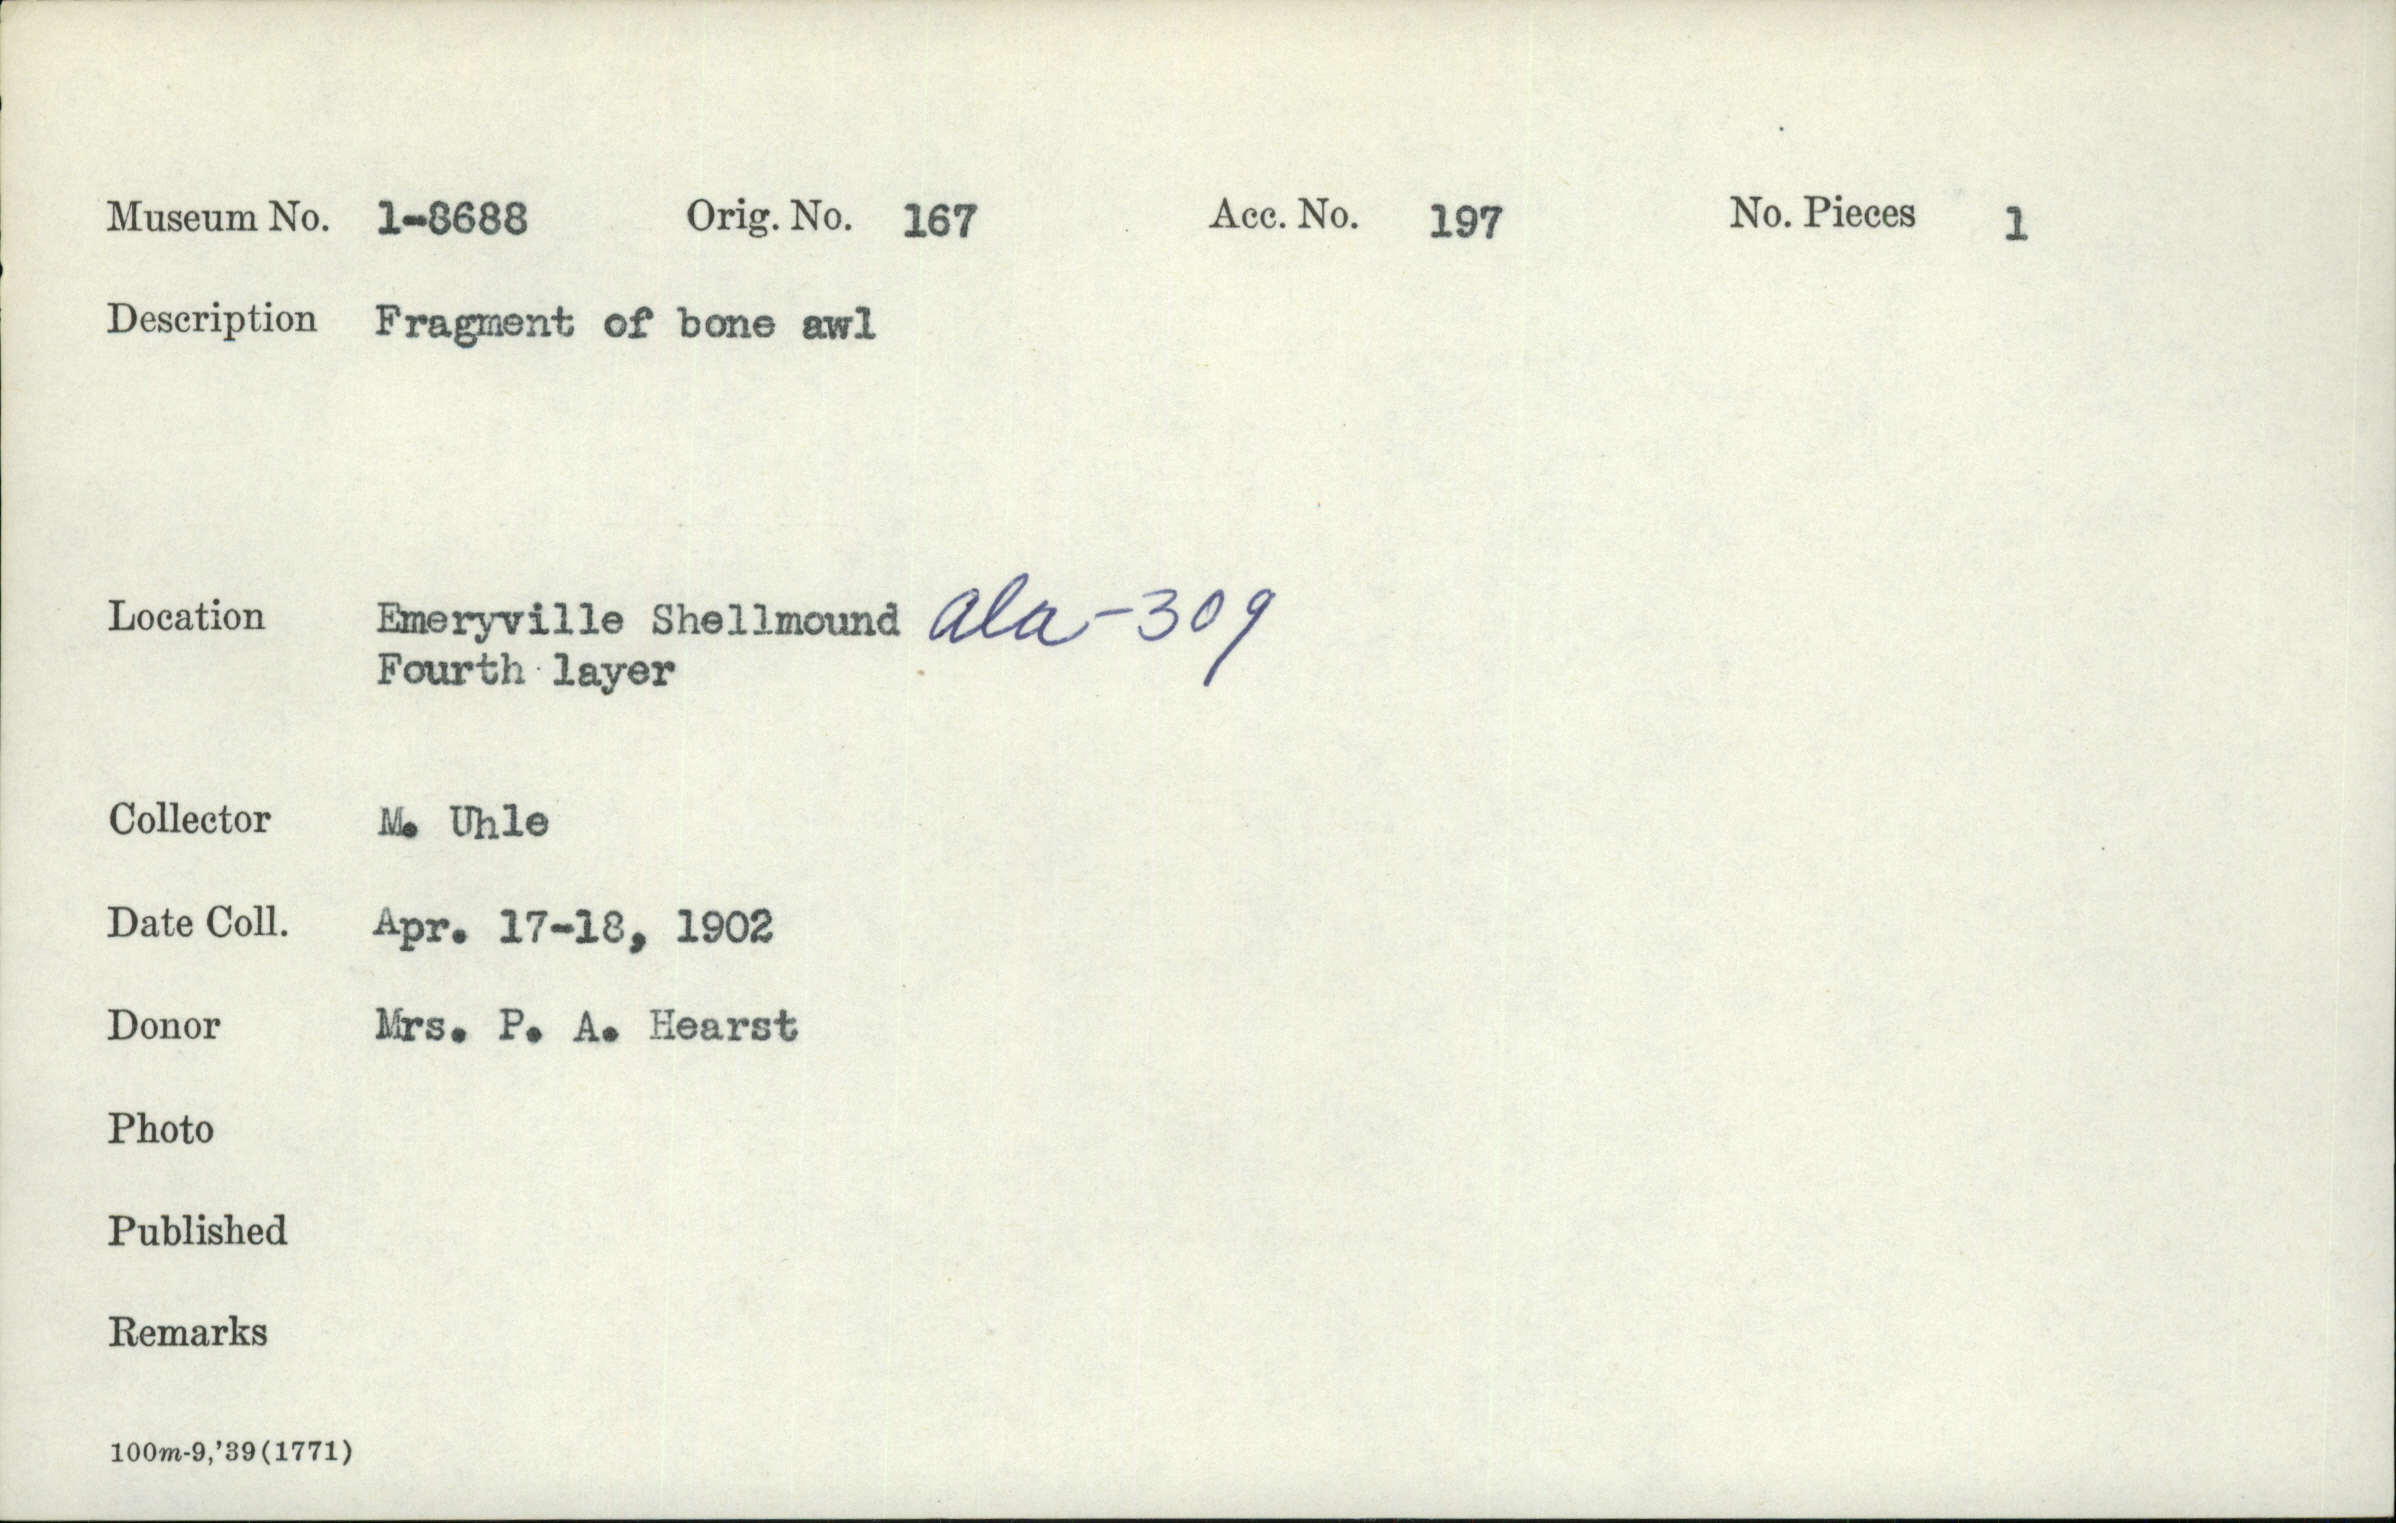 Museum No. 1-8688 Orig. No. 167 Acc. No. 197 No. Pieces 1
Description Fragment of bone awl
Location Emeryville Shellmound ala-309
Fourth layer
Collector M. Uhle
Date Coll. Apr. 17-18, 1902
Donor Mrs. P. A. Hearst
Photo
Published
Remarks
100m-9,'39(1771)